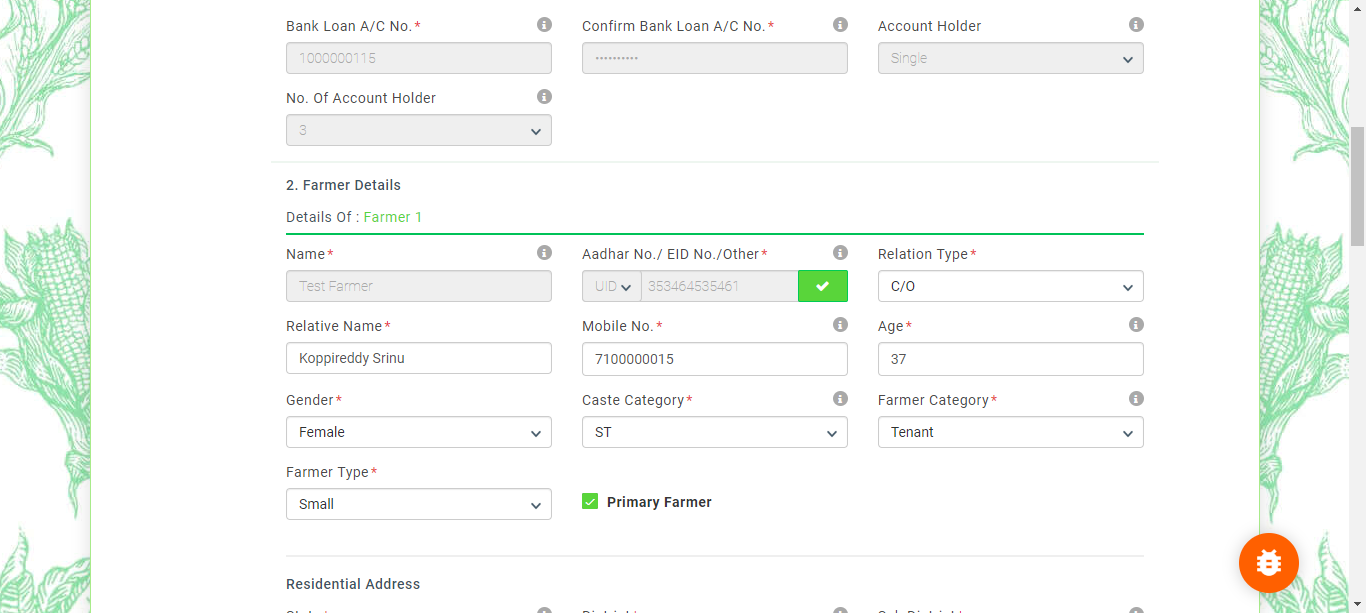 Bank Loan A/C No.* Confirm Bank Loan A/C No.* Account Holder
1000000115 •••••••••• Single
No. Of Account Holder
3
2. Farmer Details
Details Of : Farmer 1
Name* Aadhar No./ EID No./Other* Relation Type*
Test Farmer UID 353464535461 C/O
Relative Name* Mobile No.* Age*
Koppireddy Srinu 7100000015 37
Gender* Caste Category* Farmer Category*
Female ST Tenant
Farmer Type*
Small Primary Farmer
Residential Address